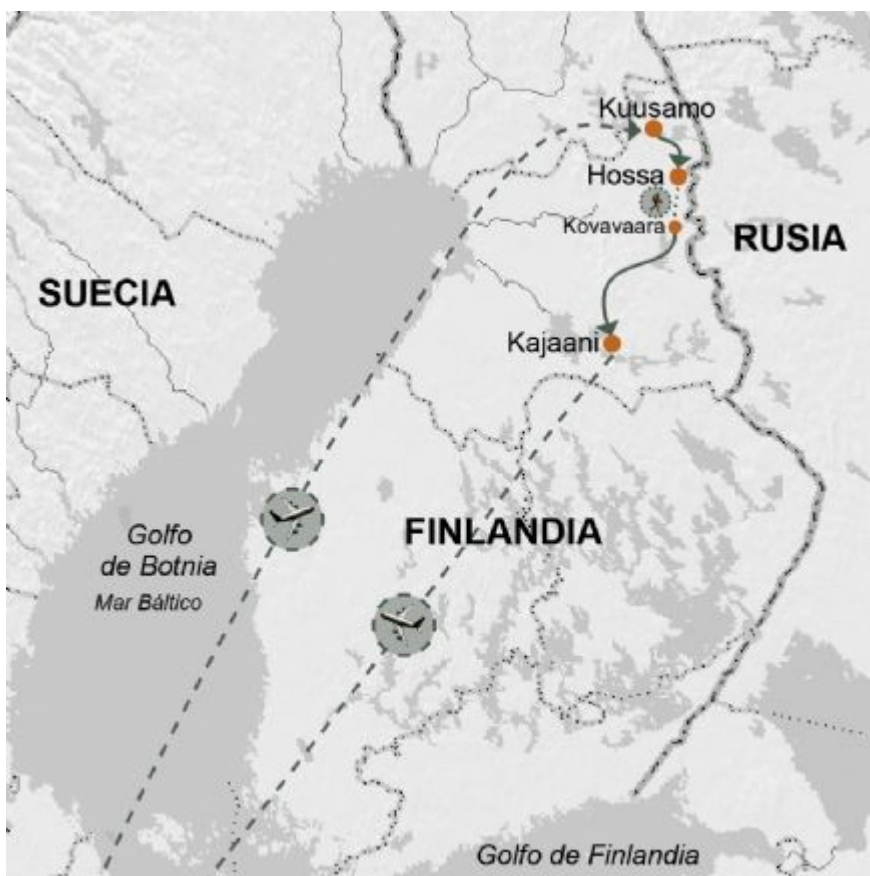 Kuusamo
Hossa
Kovavaara
RUSIA
SUECIA
Kajaani
FINLANDIA
Golfo
de Botnia
Mar Báltico
Golfo de Finlandia